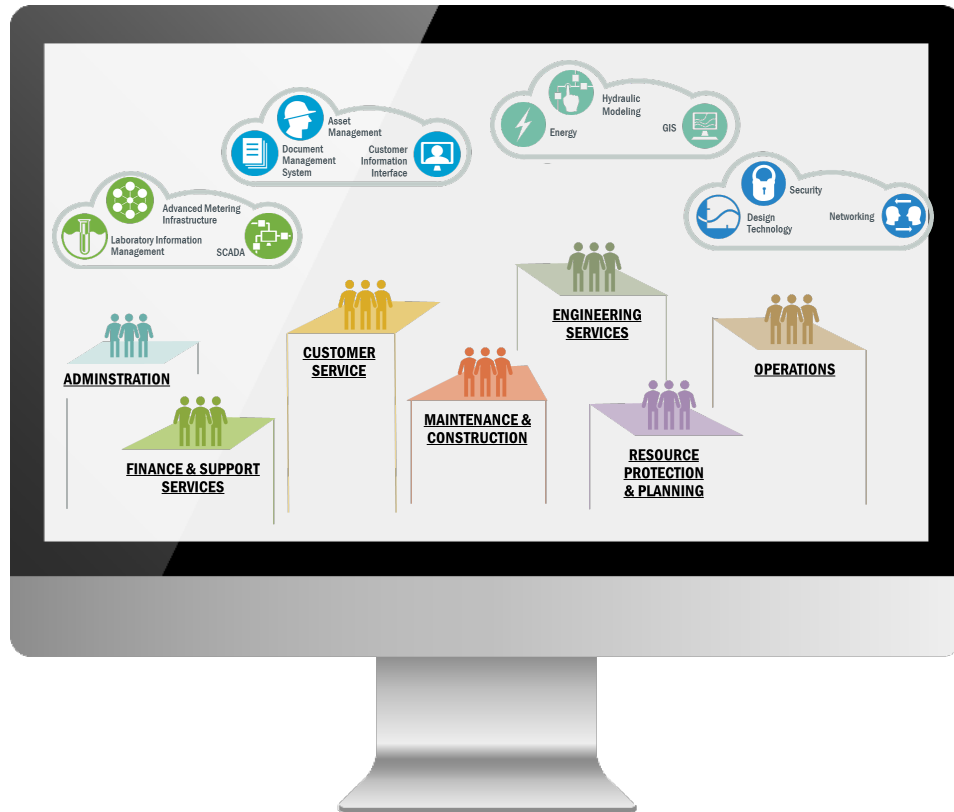 Advanced Metering
Infrastructure
Laboratory Information
Management
SCADA
Asset
Management
Document
Management
System
Customer
Information
Interface
Hydraulic
Modeling
Energy
GIS
Security
Design
Technology
Networking
ADMINSTRATION
FINANCE & SUPPORT
SERVICES
CUSTOMER
SERVICE
MAINTENANCE &
CONSTRUCTION
ENGINEERING
SERVICES
RESOURCE
PROTECTION
& PLANNING
OPERATIONS